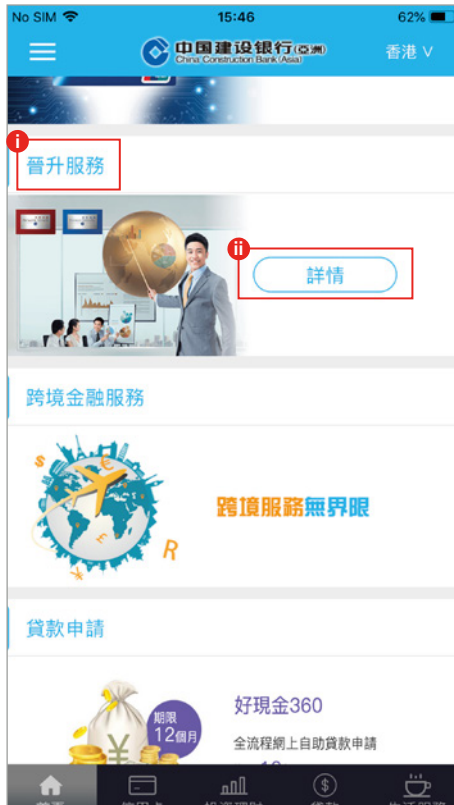 No SIM 15:46 62%
中国建设银行(亞洲)
China Construction Bank (Asia)
香港 ∨
i
晉升服務
ii
詳情
跨境金融服務
$ €
£
¥ R
跨境服務無界限
貸款申請
期限
12個月
¥
好現金360
全流程網上自助貸款申請
$